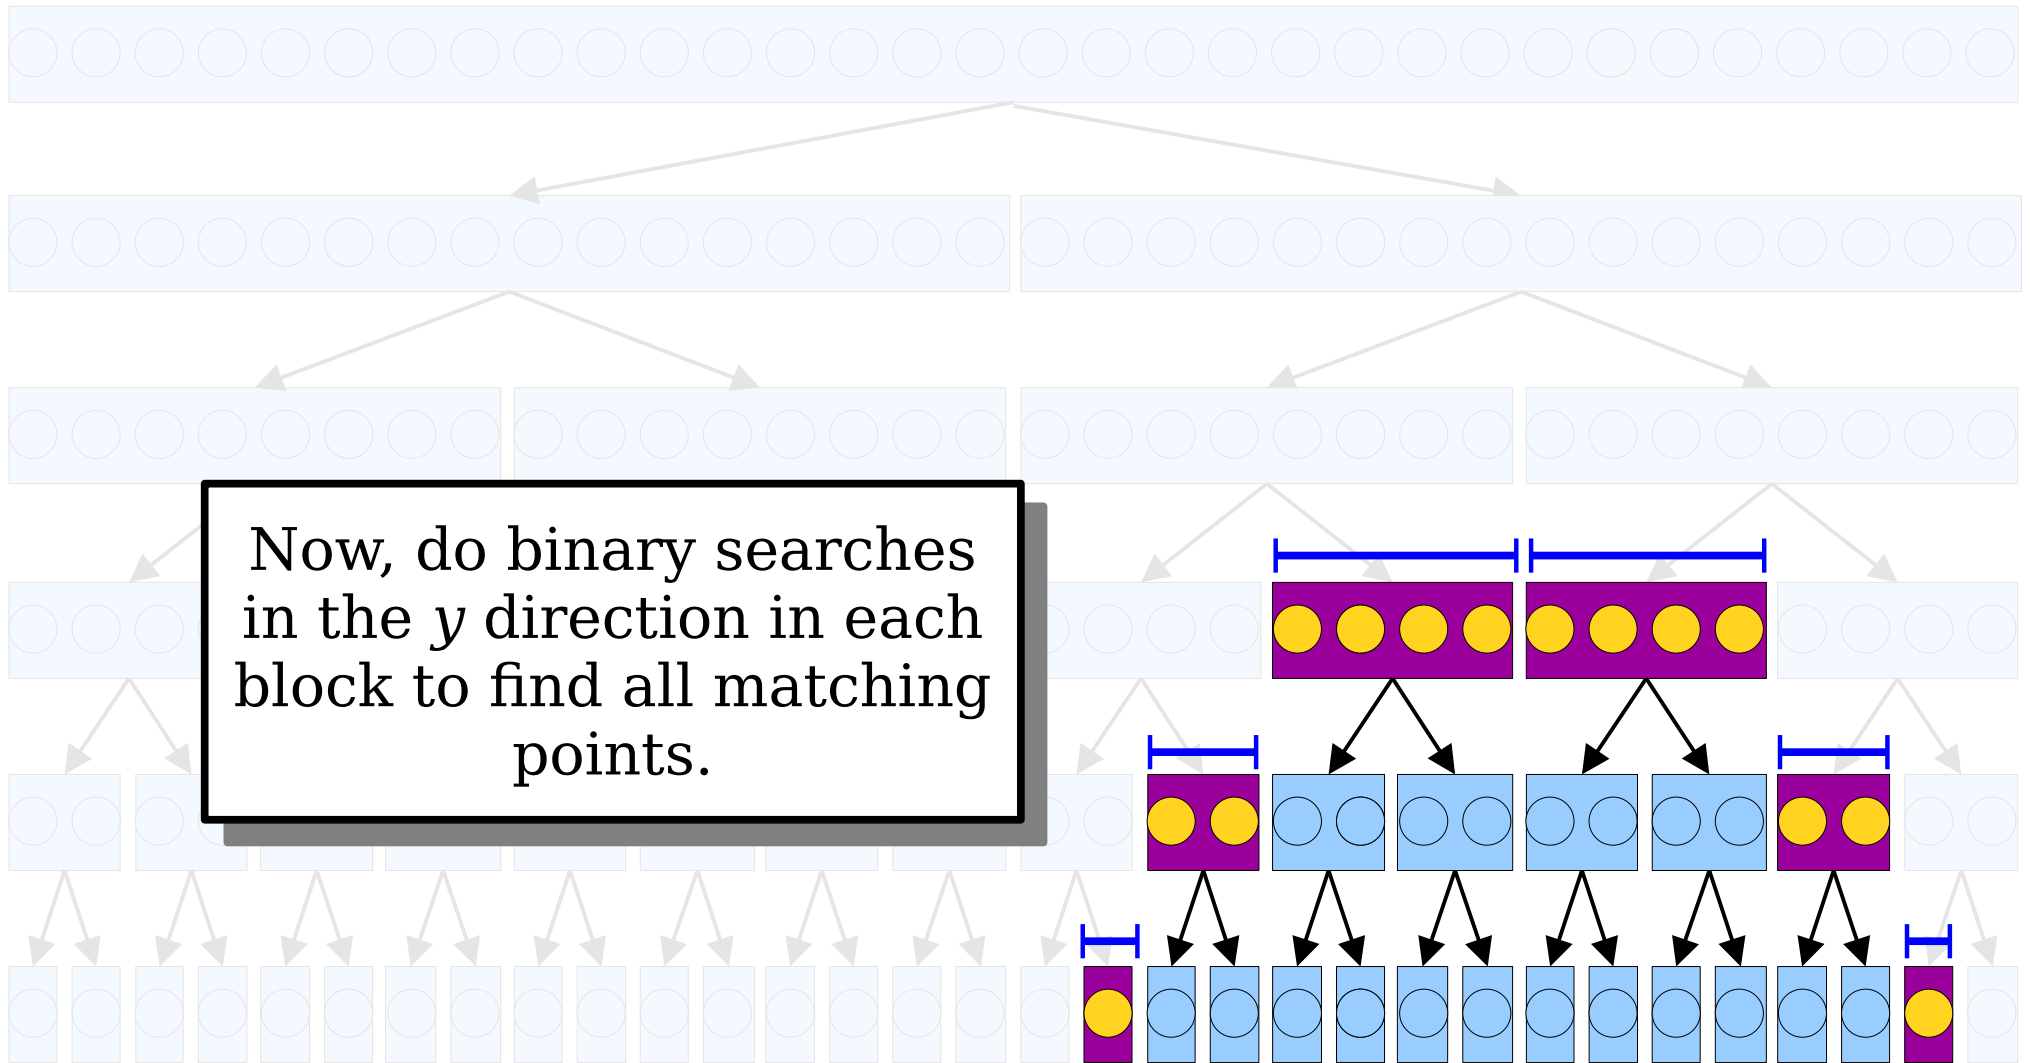 Now, do binary searches
in the y direction in each
block to find all matching
points.